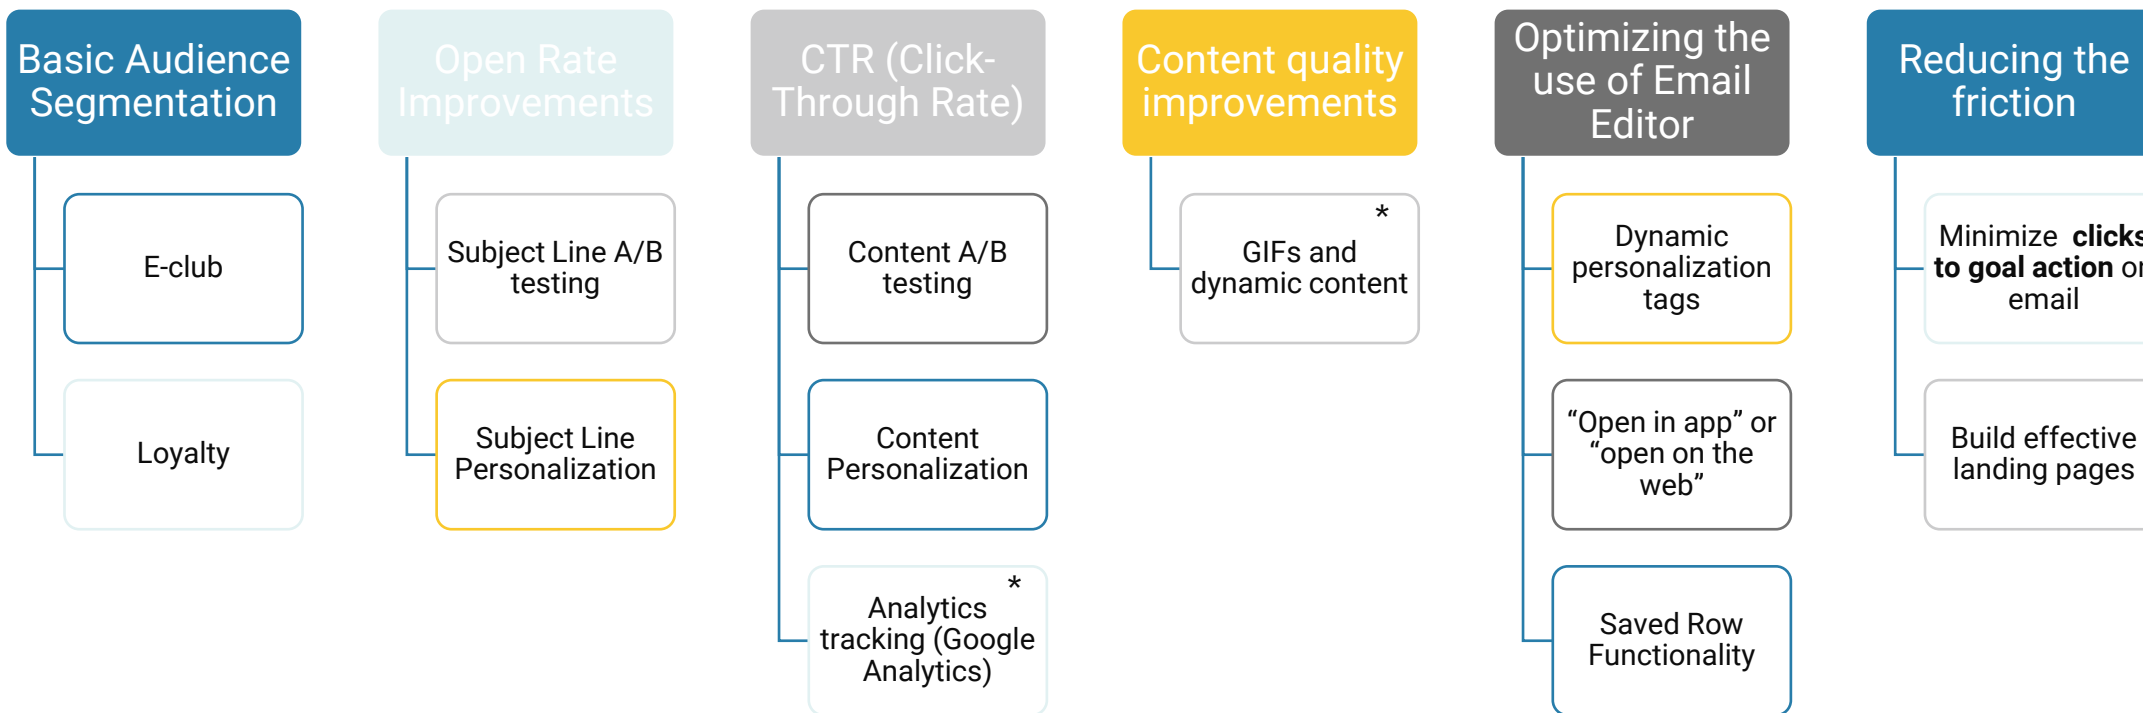 Basic Audience
Segmentation
E-club
Loyalty
Open Rate
Improvements
Subject Line A/B
testing
Subject Line
Personalization
CTR (Click-
Through Rate)
Content A/B
testing
Content
Personalization
*
Analytics
tracking (Google
Analytics)
Content quality
improvements
*
GIFs and
dynamic content
Optimizing the
use of Email
Editor
Dynamic
personalization
tags
“Open in app” or
“open on the
web”
Saved Row
Functionality
Reducing the
friction
Minimize clicks
to goal action on
email
Build effective
landing pages